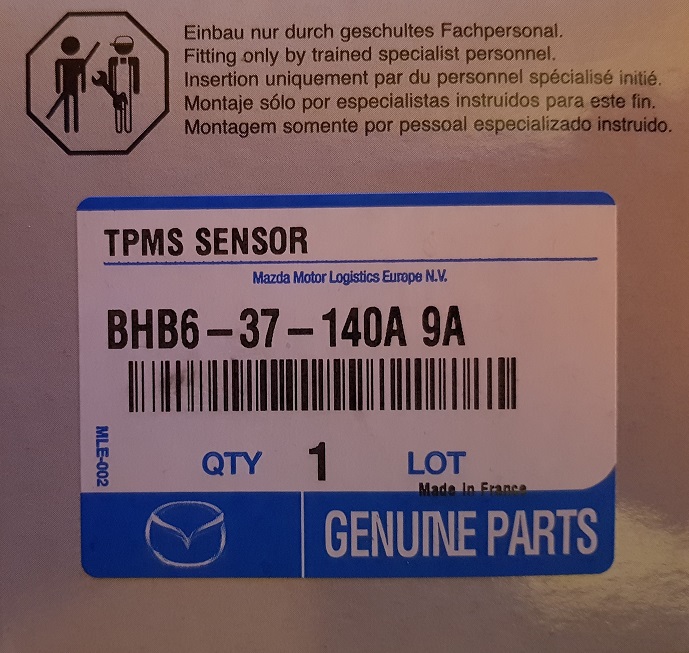 Einbau nur durch geschultes Fachpersonal.
Fitting only by trained specialist personnel.
Insertion uniquement par du personnel spécialisé initié.
Montaje sólo por especialistas instruidos para este fin.
Montagem somente por pessoal especializado instruido.
TPMS SENSOR
Mazda Motor Logistics Europe N.V.
BHB6-37-140A 9A
MLE-002
QTY 1 LOT
Made In France
GENUINE PARTS